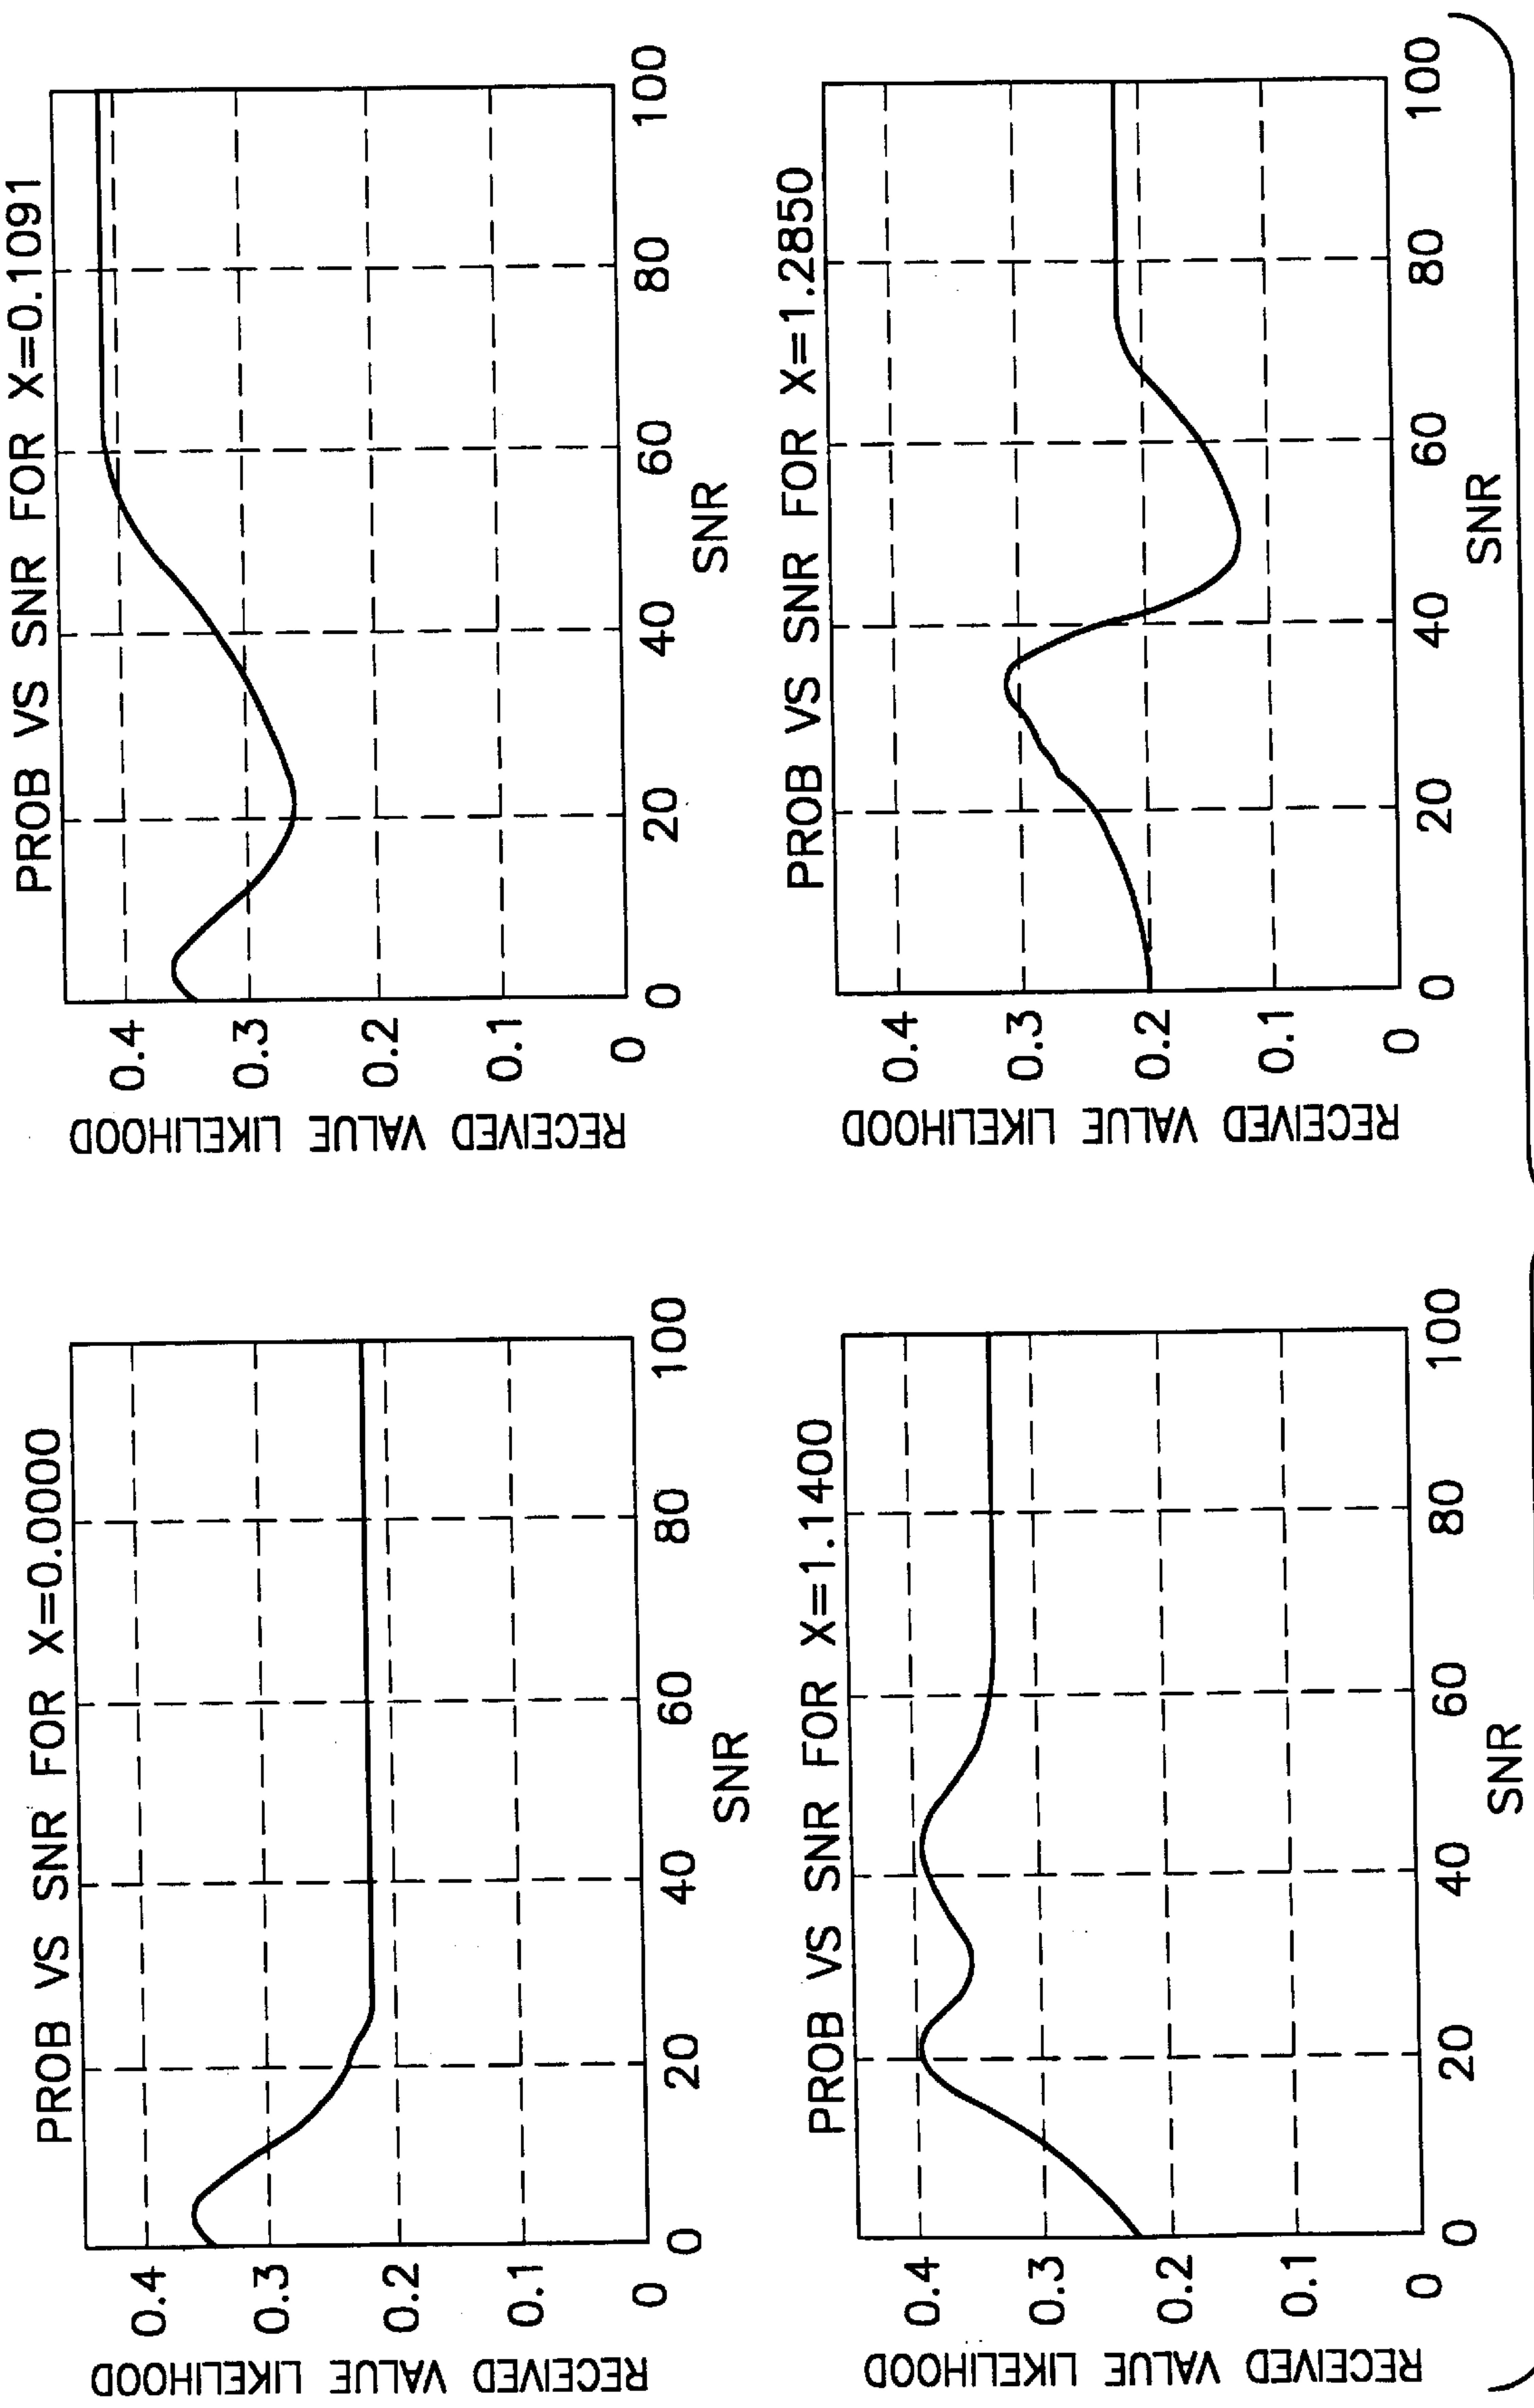 PROB VS SNR FOR X=0.0000
RECEIVED VALUE LIKELIHOOD
0.4
0.3
0.2
0.1
0
0 20 40 60 80 100
SNR
PROB VS SNR FOR X=0.1091
RECEIVED VALUE LIKELIHOOD
0.4
0.3
0.2
0.1
0
0 20 40 60 80 100
SNR
PROB VS SNR FOR X=1.1400
RECEIVED VALUE LIKELIHOOD
0.4
0.3
0.2
0.1
0
0 20 40 60 80 100
SNR
PROB VS SNR FOR X=1.2850
RECEIVED VALUE LIKELIHOOD
0.4
0.3
0.2
0.1
0
0 20 40 60 80 100
SNR